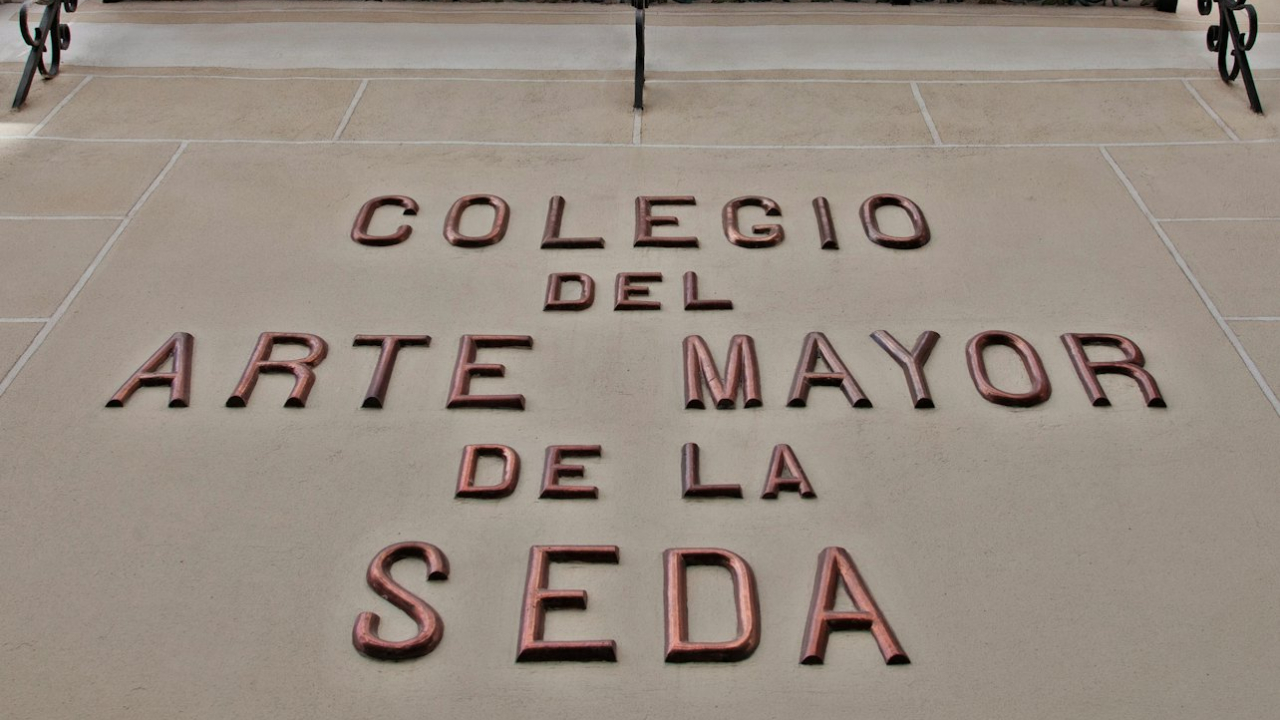 COLEGIO
DEL
ARTE MAYOR
DE LA
SEDA